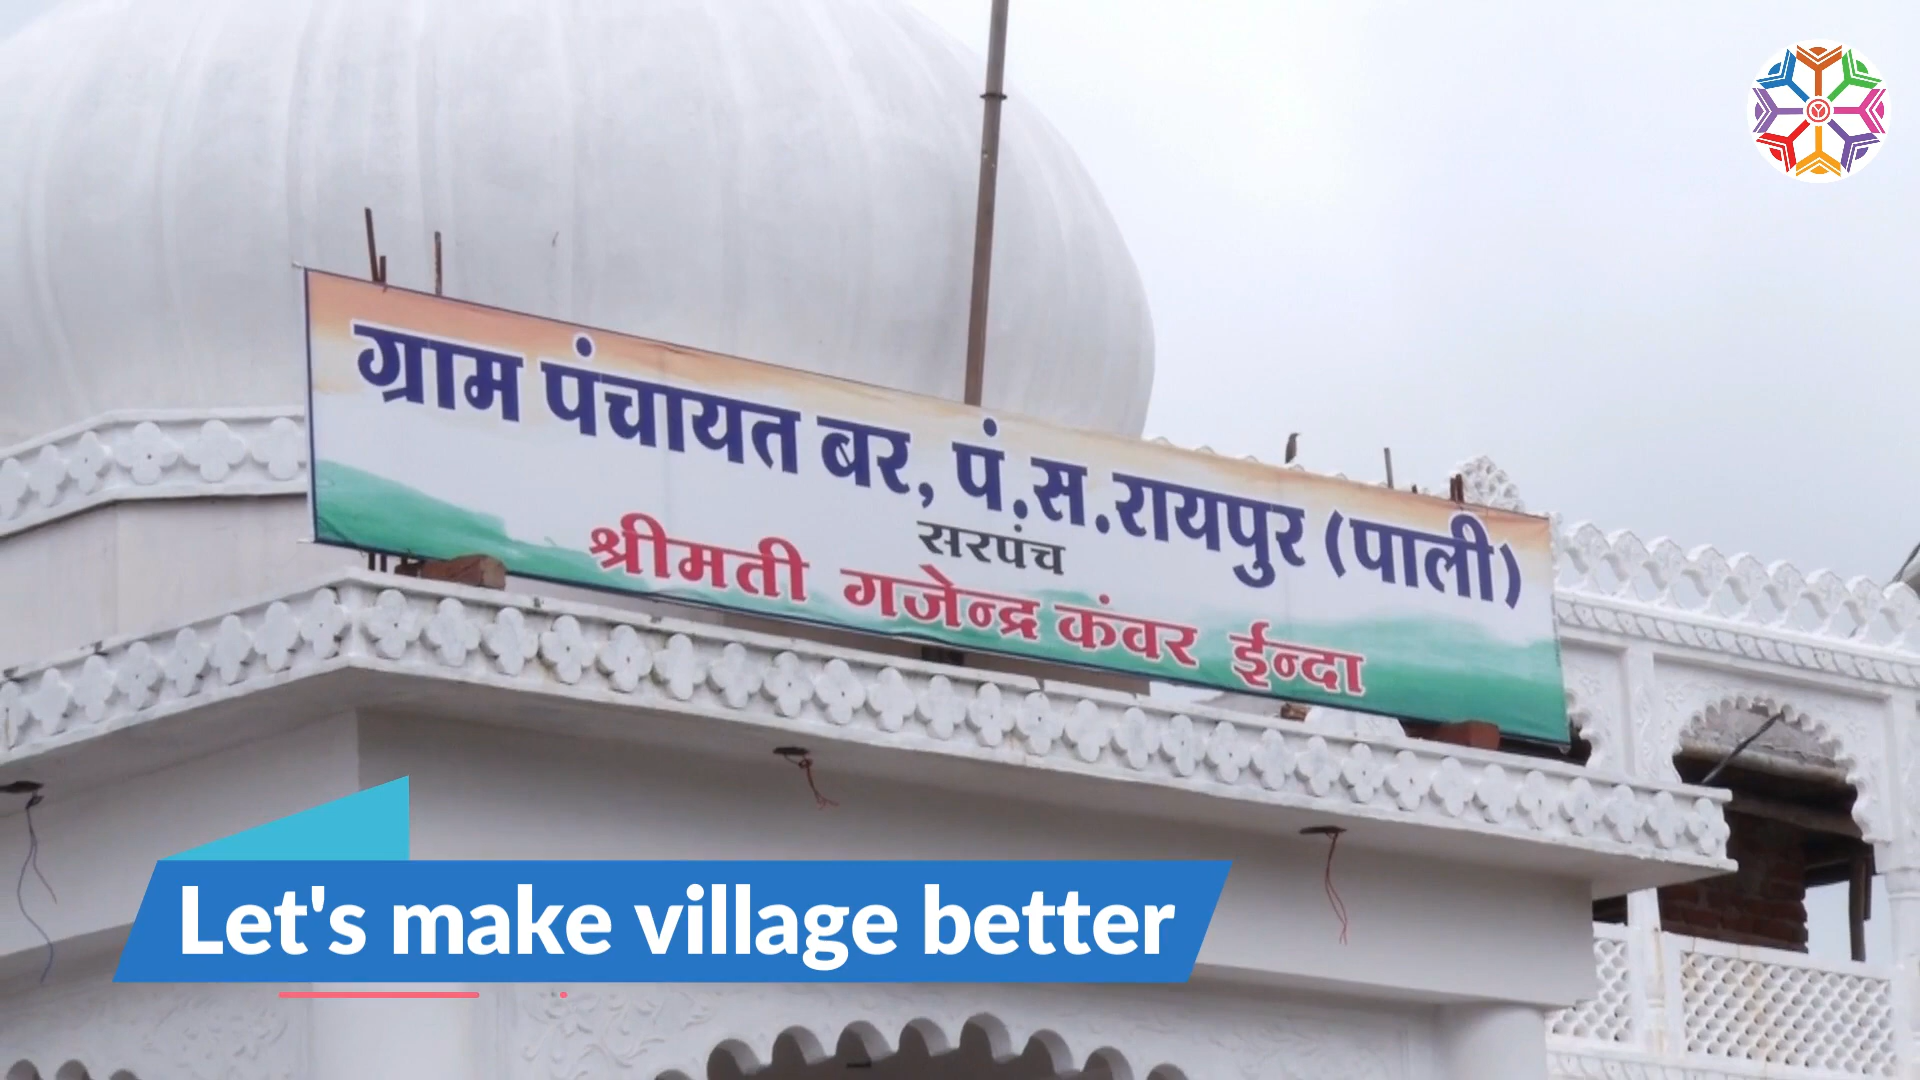 ग्राम पंचायत बर, पं.स.रायपुर (पाली)
सरपंच
श्रीमती गजेन्द्र कंवर ईन्दा
Let's make village better